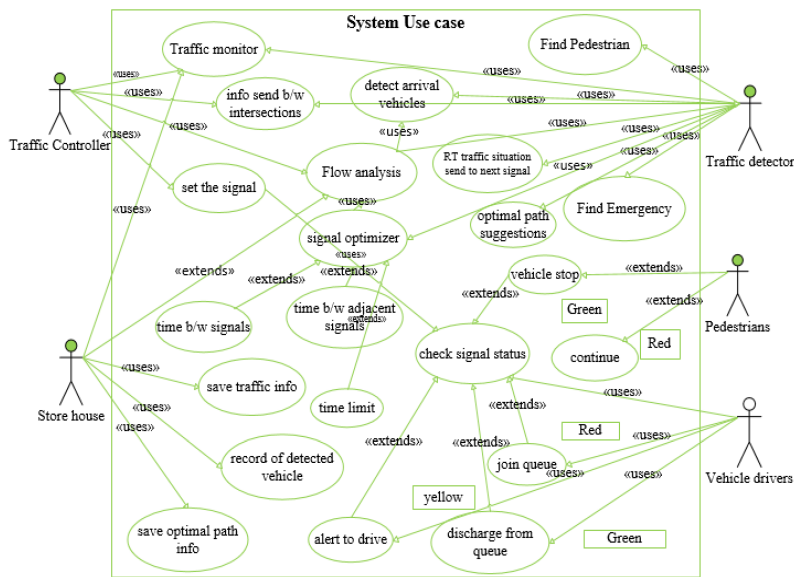 System Use case
Traffic monitor
Find Pedestrian
«uses»
«uses»
«uses»
«uses»
Traffic Controller
«uses»
info send b/w
intersections
detect arrival
vehicles
«uses»
«uses»
Traffic detector
«uses»
«uses»
«uses»
«uses»
«uses»
«uses»
Flow analysis
RT traffic situation
send to next signal
«uses»
set the signal
«uses»
«uses»
optimal path
suggestions
Find Emergency
signal optimizer
«uses»
«extends»
«extends»
«extends»
vehicle stop
«extends»
«extends»
«extends»
time b/w signals
time b/w adjacent
signals
«extends»
Green
Pedestrians
check signal status
continue
Red
«uses»
save traffic info
Store house
«uses»
«uses»
time limit
«uses»
«extends»
Red
«extends»
«extends»
«uses»
record of detected
vehicle
join queue
«uses»
«uses»
Vehicle drivers
yellow
save optimal path
info
alert to drive
discharge from
queue
Green